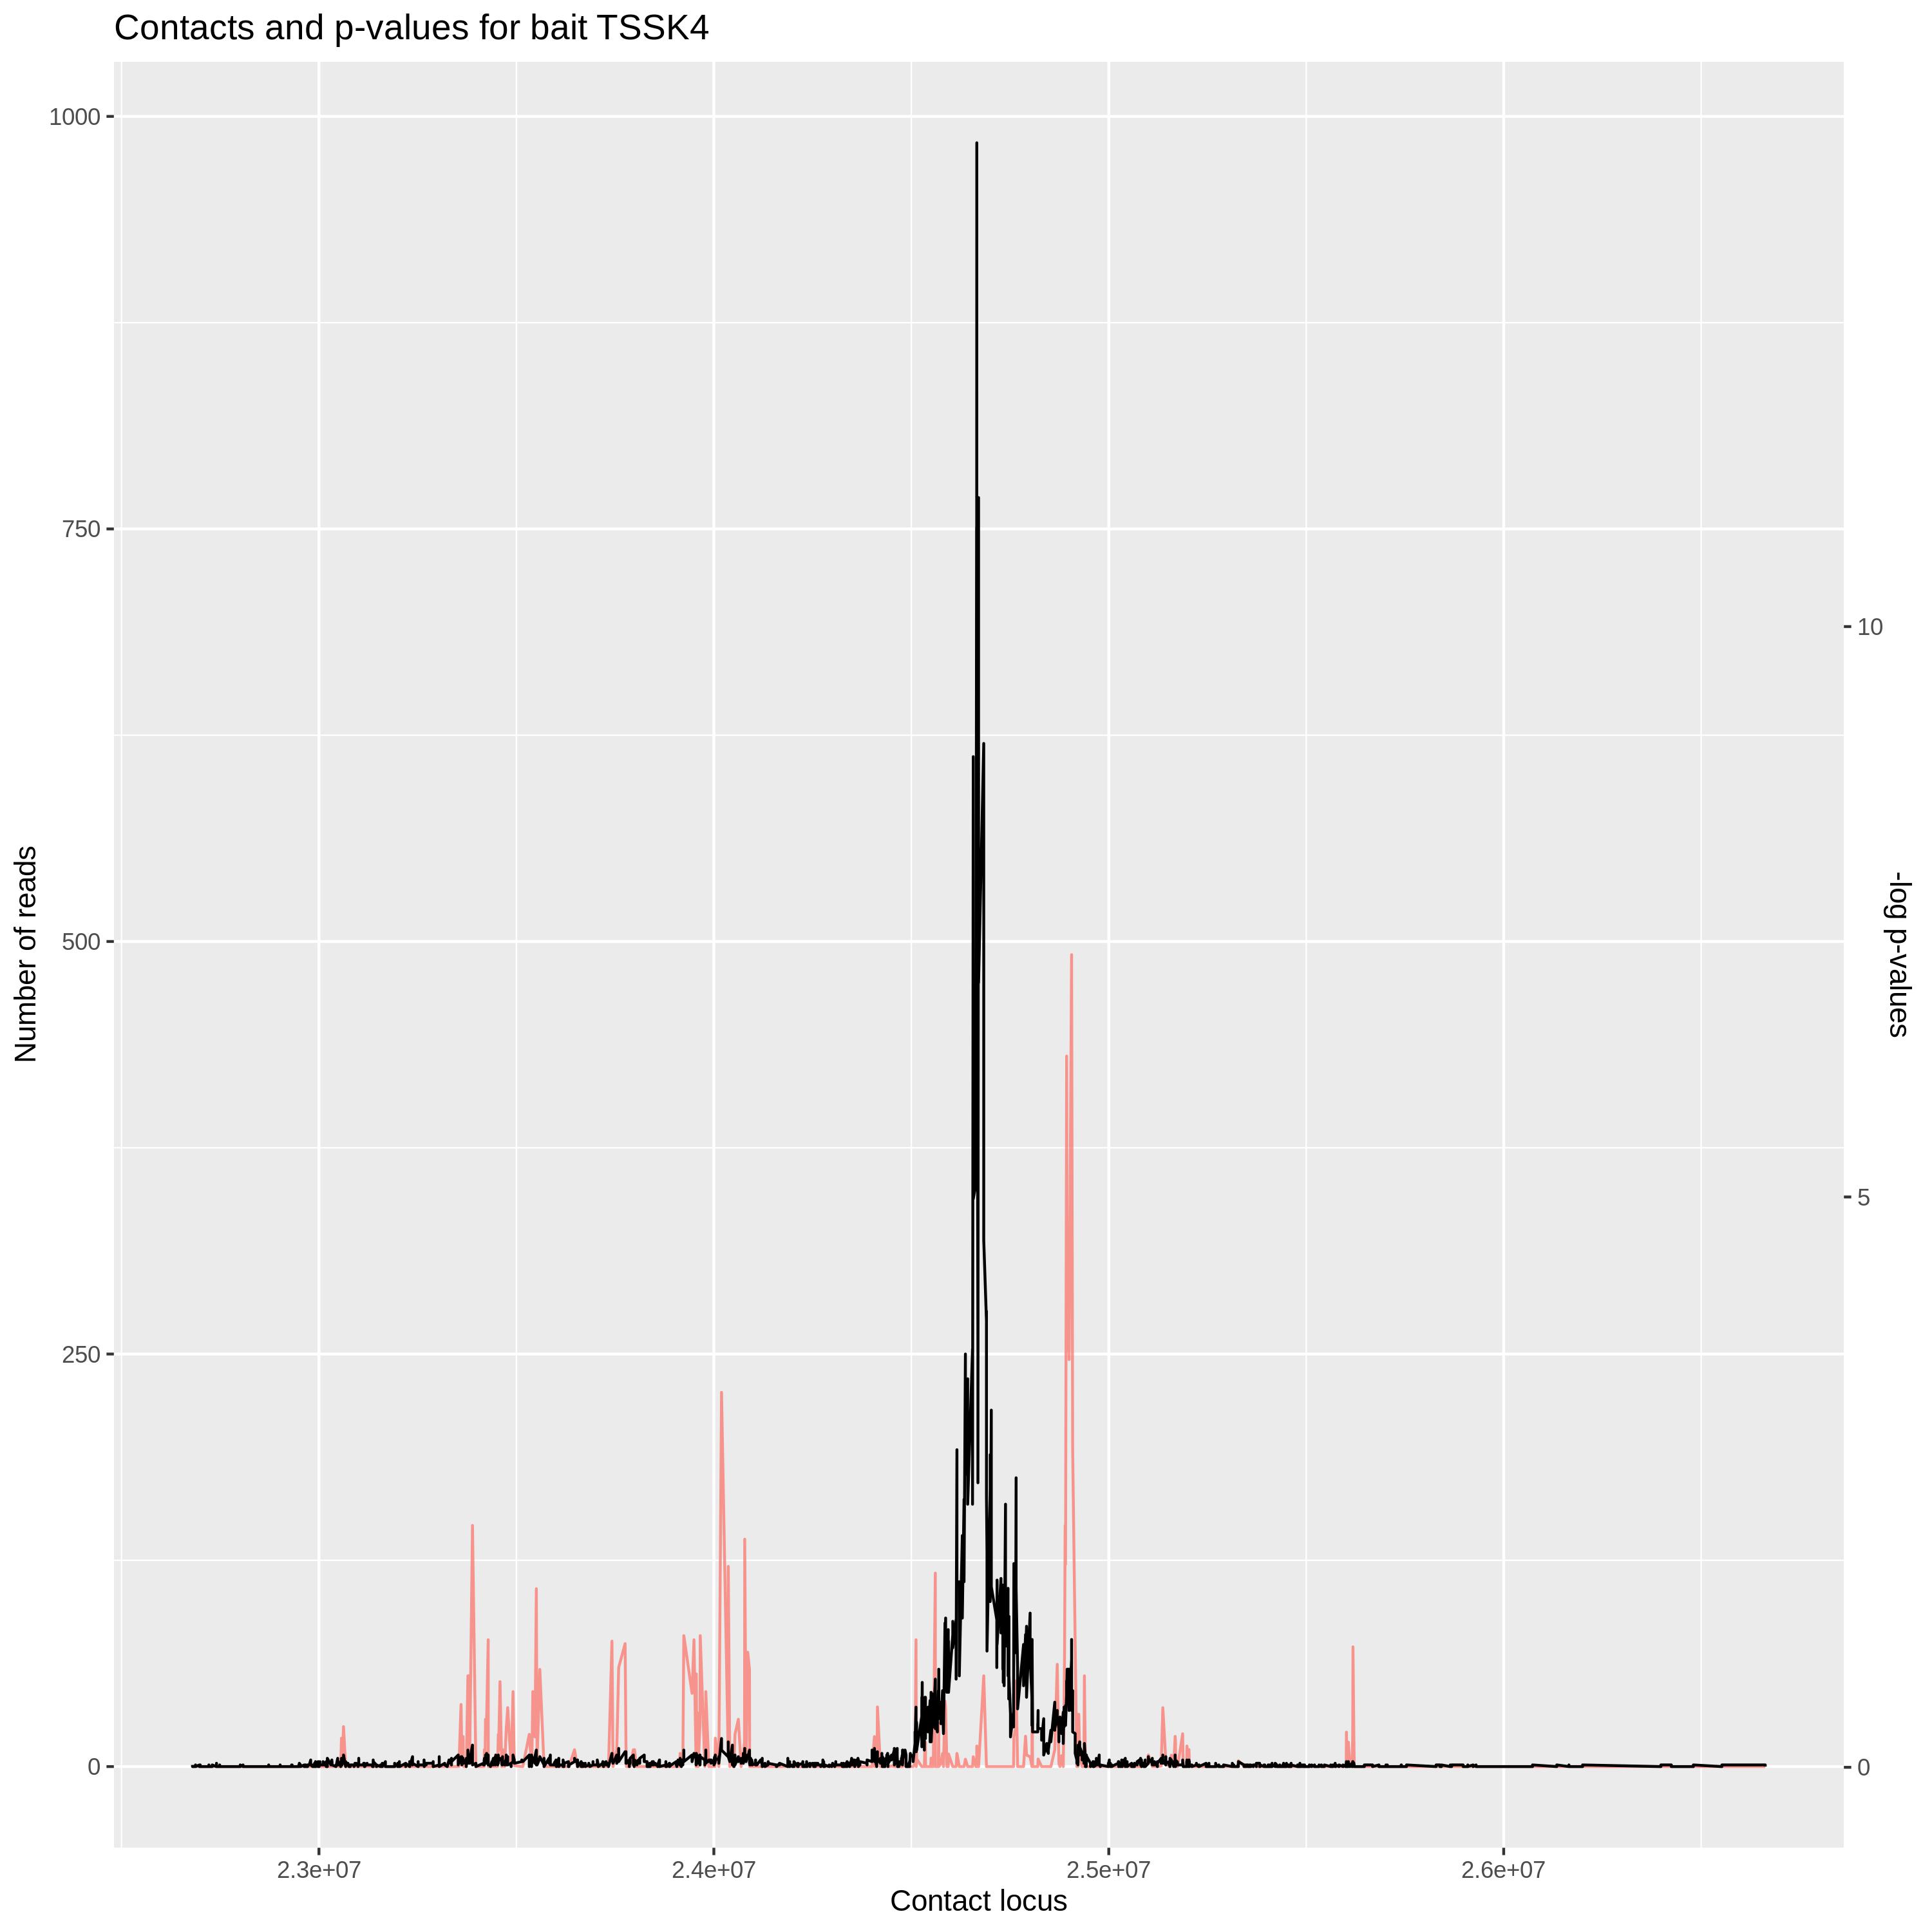 Contacts and p-values for bait TSSK4
1000
750
500
250
0
Number of reads
10
5
0
-log p-values
2.3e+07
2.4e+07
2.5e+07
2.6e+07
Contact locus